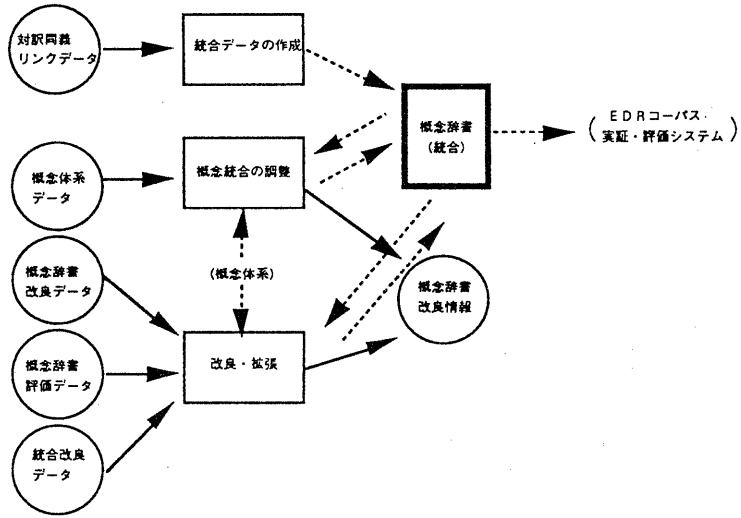 対訳同義
リンクデータ
統合データの作成
概念辞書
(統合)
(EDRコーパス・
実証・評価システム)
概念体系
データ
概念統合の調整
概念辞書
改良データ
(概念体系)
概念辞書
改良情報
概念辞書
評価データ
改良・拡張
統合改良
データ